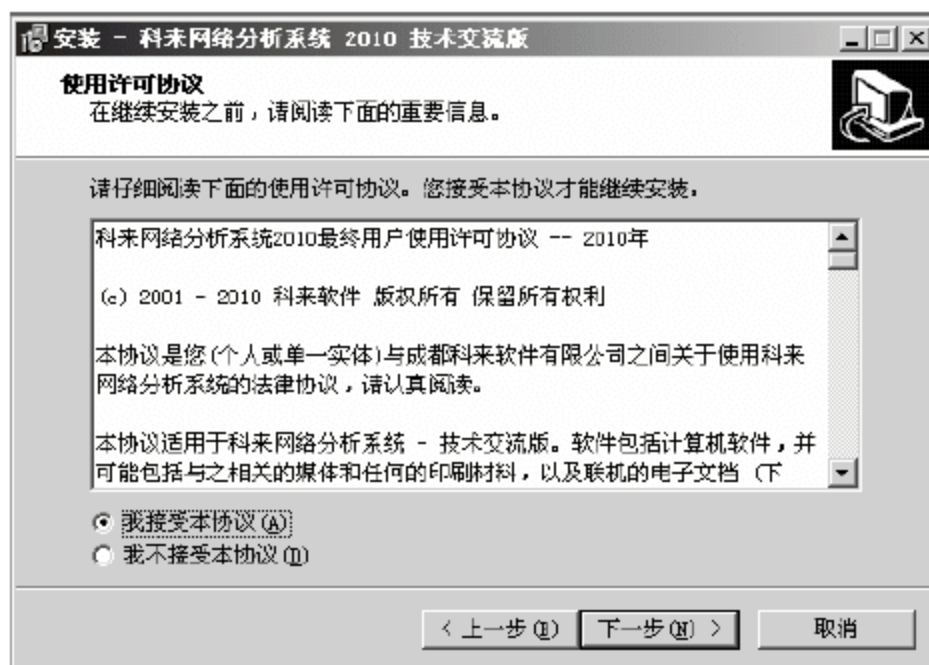 安装 - 科来网络分析系统 2010 技术交流版
使用许可协议
在继续安装之前，请阅读下面的重要信息。
请仔细阅读下面的使用许可协议。您接受本协议才能继续安装。
科来网络分析系统2010最终用户使用许可协议 -- 2010年
(c) 2001 - 2010 科来软件 版权所有 保留所有权利
本协议是您(个人或单一实体)与成都科来软件有限公司之间关于使用科来
网络分析系统的法律协议，请认真阅读。
本协议适用于科来网络分析系统 - 技术交流版。软件包括计算机软件，并
可能包括与之相关的媒体和任何的印刷材料，以及联机的电子文档 (下
我接受本协议(A)
我不接受本协议(D)
< 上一步(B)
下一步(N) >
取消